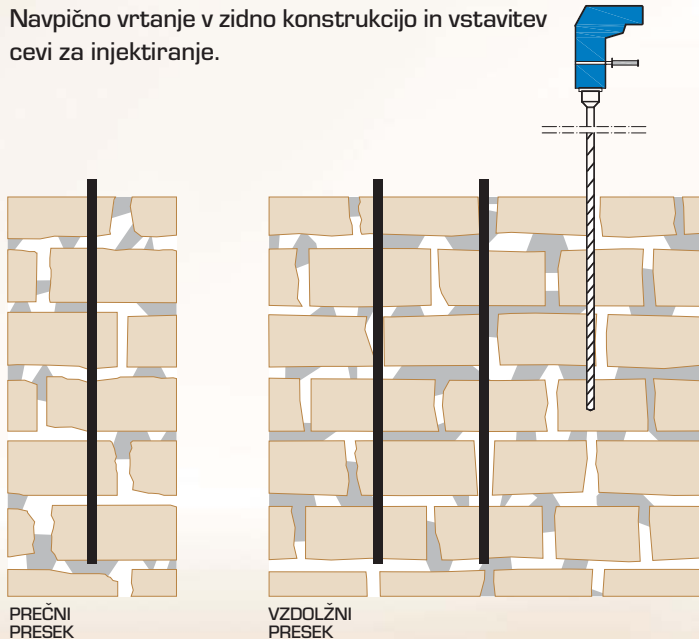 Navpično vrtanje v zidno konstrukcijo in vstavitev
cevi za injektiranje.
PREČNI
PRESEK
VZDOLŽNI
PRESEK